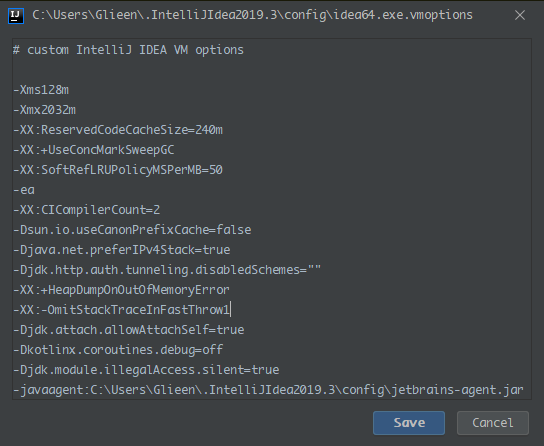 IJ C:\Users\Glieen\.IntelliJIdea2019.3\config\idea64.exe.vmoptions
# custom IntelliJ IDEA VM options
-Xms128m
-Xmx2032m
-XX:ReservedCodeCacheSize=240m
-XX:+UseConcMarkSweepGC
-XX:SoftRefLRUPolicyMSPerMB=50
-ea
-XX:CICompilerCount=2
-Dsun.io.useCanonPrefixCache=false
-Djava.net.preferIPv4Stack=true
-Djdk.http.auth.tunneling.disabledSchemes=""
-XX:+HeapDumpOnOutOfMemoryError
-XX:-OmitStackTraceInFastThrow1
-Djdk.attach.allowAttachSelf=true
-Dkotlinx.coroutines.debug=off
-Djdk.module.illegalAccess.silent=true
-javaagent:C:\Users\Glieen\.IntelliJIdea2019.3\config\jetbrains-agent.jar
Save Cancel